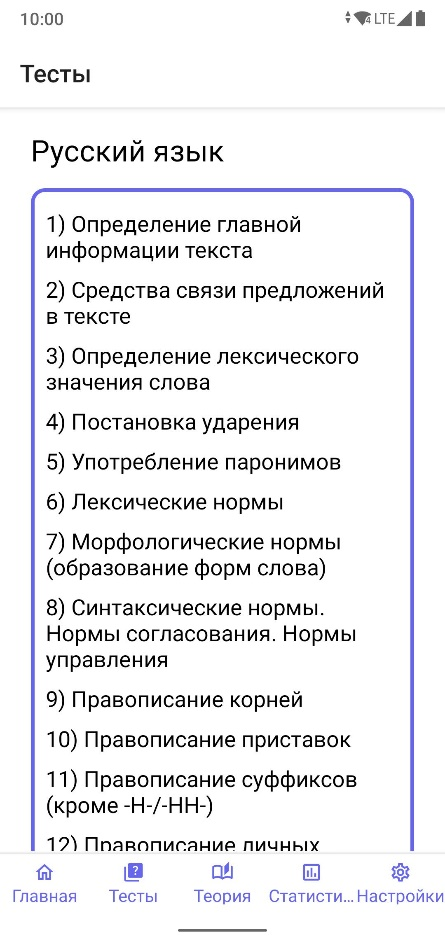 10:00
LTE
Тесты
Русский язык
1) Определение главной
информации текста
2) Средства связи предложений
в тексте
3) Определение лексического
значения слова
4) Постановка ударения
5) Употребление паронимов
6) Лексические нормы
7) Морфологические нормы
(образование форм слова)
8) Синтаксические нормы.
Нормы согласования. Нормы
управления
9) Правописание корней
10) Правописание приставок
11) Правописание суффиксов
(кроме -Н-/-НН-)
12) Правописание личных
Главная Тесты Теория Статисти... Настройки